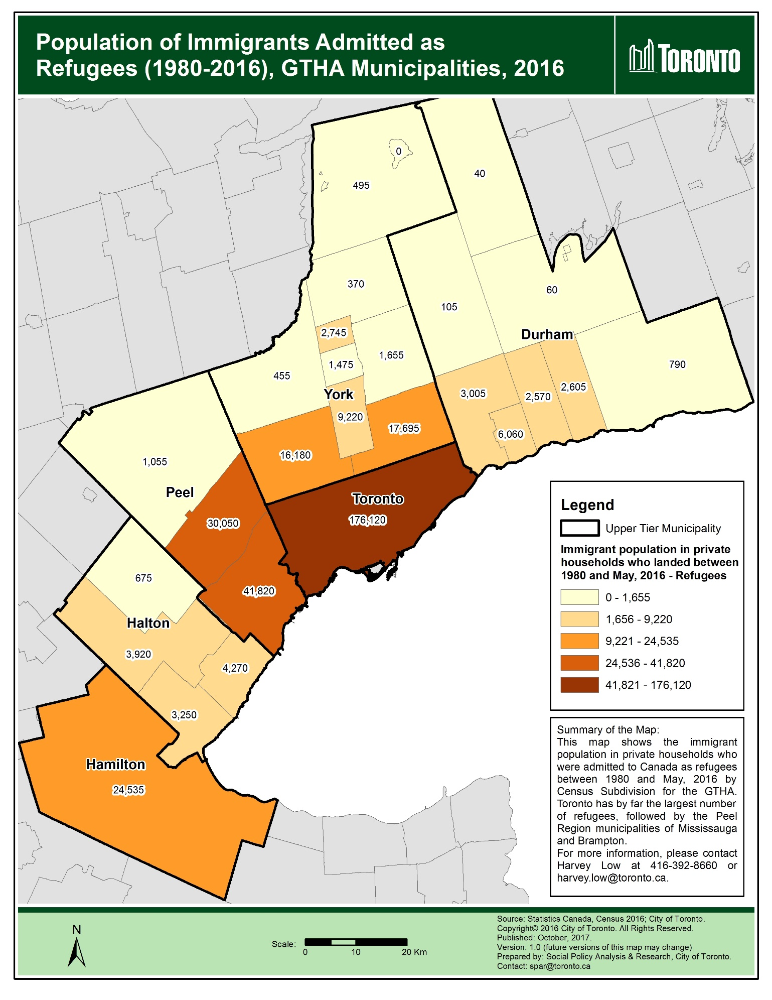 Population of Immigrants Admitted as
Refugees (1980-2016), GTHA Municipalities, 2016
TORONTO
0
40
495
370
105
60
2,745
Durham
1,655
1,475
455
790
York
3,005
2,570
2,605
9,220
17,695
6,060
16,180
1,055
Peel
Toronto
176,120
30,050
675
41,820
Halton
3,920
4,270
3,250
Hamilton
24,535
Legend
Upper Tier Municipality
Immigrant population in private
households who landed between
1980 and May, 2016 - Refugees
0 - 1,655
1,656 - 9,220
9,221 - 24,535
24,536 - 41,820
41,821 - 176,120
Summary of the Map:
This map shows the immigrant
population in private households who
were admitted to Canada as refugees
between 1980 and May, 2016 by
Census Subdivision for the GTHA.
Toronto has by far the largest number
of refugees, followed by the Peel
Region municipalities of Mississauga
and Brampton.
For more information, please contact
Harvey Low at 416-392-8660 or
harvey.low@toronto.ca.
N
Scale:
0 10 20 Km
Source: Statistics Canada, Census 2016; City of Toronto.
Copyright© 2016 City of Toronto. All Rights Reserved.
Published: October, 2017.
Version: 1.0 (future versions of this map may change)
Prepared by: Social Policy Analysis & Research, City of Toronto.
Contact: spar@toronto.ca